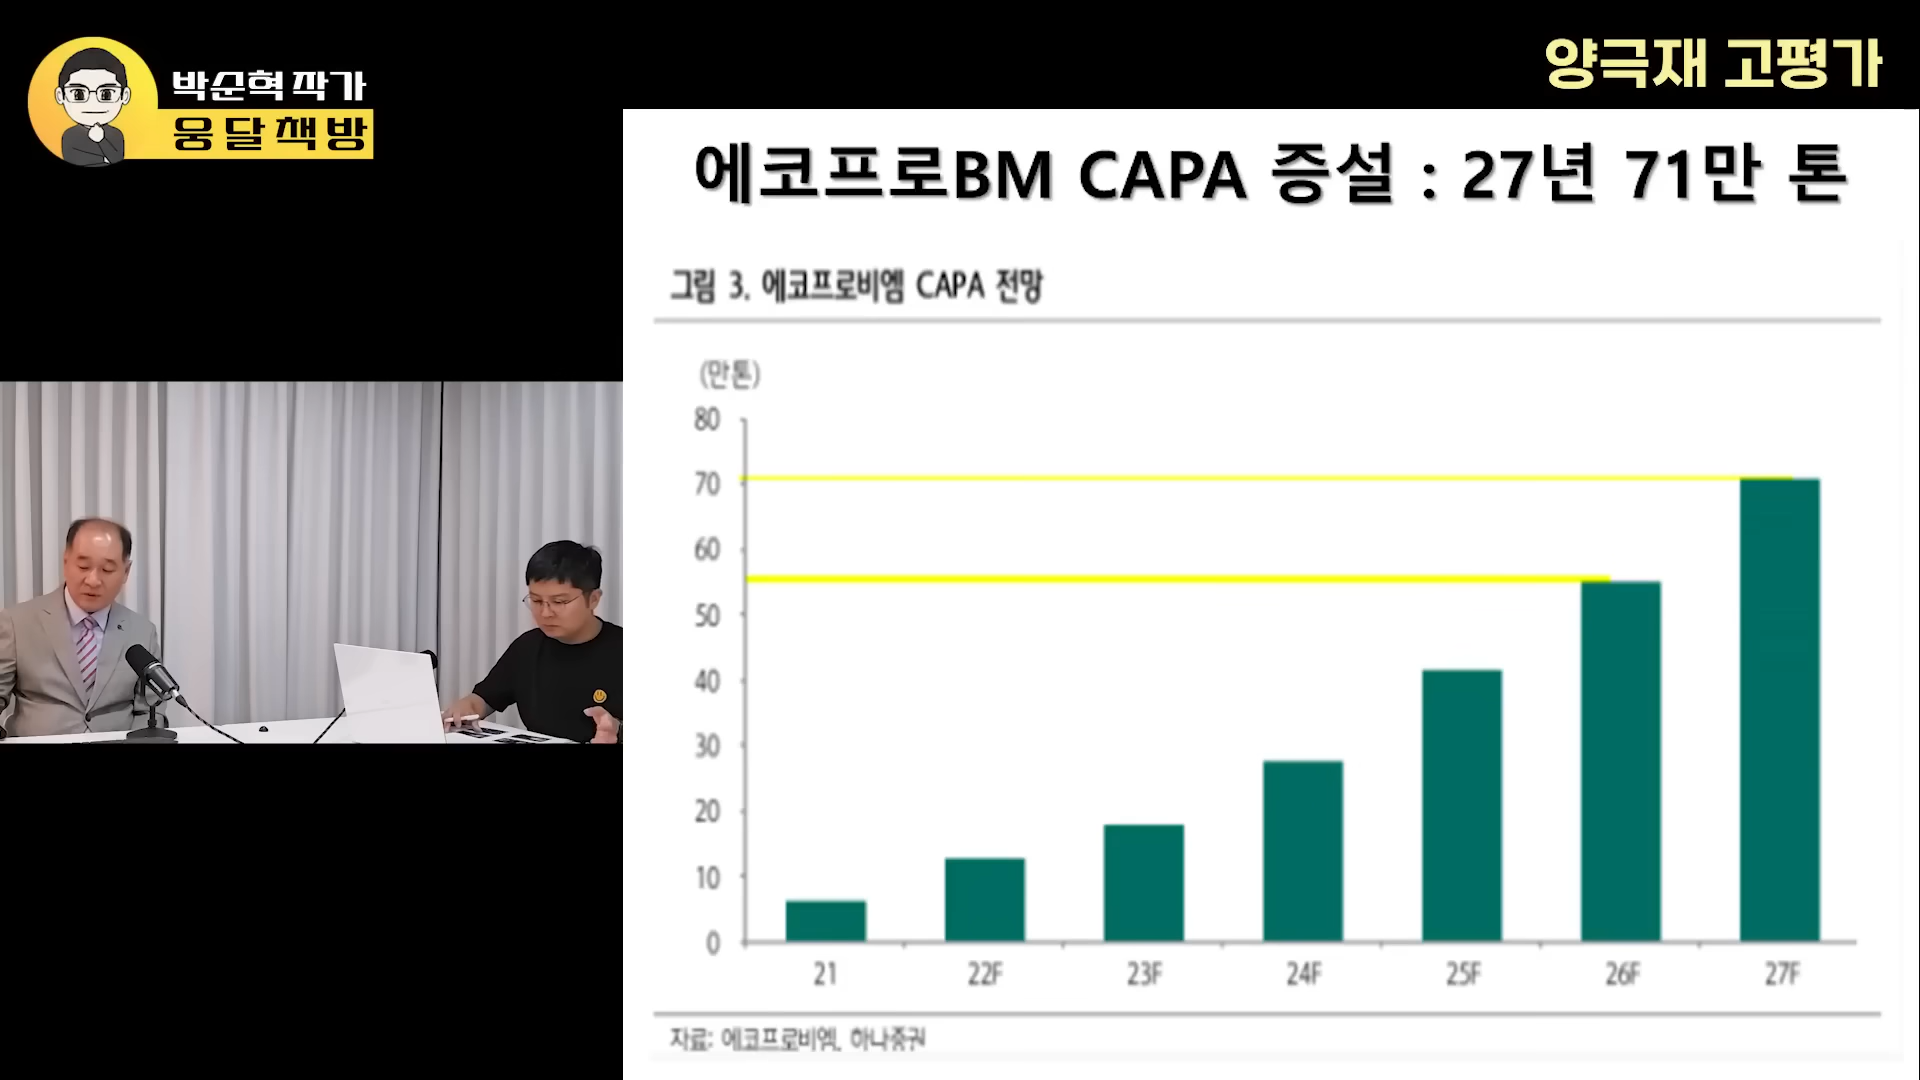 박순혁 작가
웅달책방
양극재 고평가
에코프로BM CAPA 증설 : 27년 71만 톤
그림 3. 에코프로비엠 CAPA 전망
(만톤)
80
70
60
50
40
30
20
10
0
21 22F 23F 24F 25F 26F 27F
자료: 에코프로비엠, 하나증권